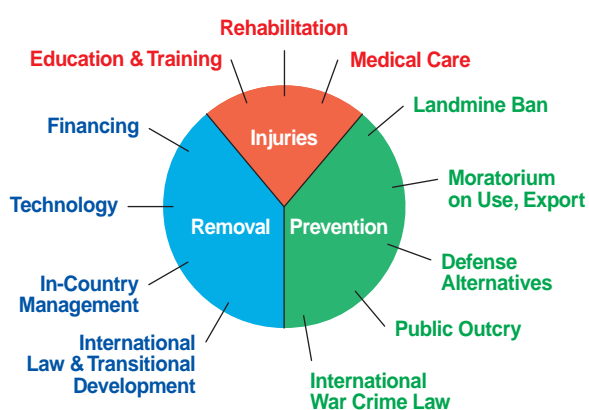 Rehabilitation
Education & Training
Medical Care
Landmine Ban
Financing
Injuries
Moratorium
on Use, Export
Technology
Removal
Prevention
Defense
Alternatives
In-Country
Management
Public Outcry
International
Law & Transitional
Development
International
War Crime Law